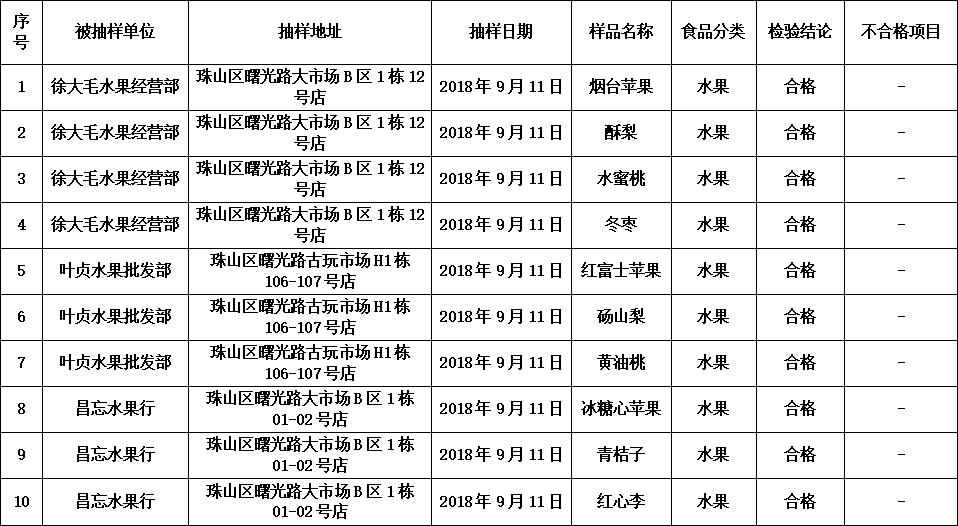 序号 被抽样单位 抽样地址 抽样日期 样品名称 食品分类 检验结论 不合格项目
1 徐大毛水果经营部 珠山区曙光路大市场B区1栋12号店 2018年9月11日 烟台苹果 水果 合格 -
2 徐大毛水果经营部 珠山区曙光路大市场B区1栋12号店 2018年9月11日 酥梨 水果 合格 -
3 徐大毛水果经营部 珠山区曙光路大市场B区1栋12号店 2018年9月11日 水蜜桃 水果 合格 -
4 徐大毛水果经营部 珠山区曙光路大市场B区1栋12号店 2018年9月11日 冬枣 水果 合格 -
5 叶贞水果批发部 珠山区曙光路古玩市场H1栋106-107号店 2018年9月11日 红富士苹果 水果 合格 -
6 叶贞水果批发部 珠山区曙光路古玩市场H1栋106-107号店 2018年9月11日 砀山梨 水果 合格 -
7 叶贞水果批发部 珠山区曙光路古玩市场H1栋106-107号店 2018年9月11日 黄油桃 水果 合格 -
8 昌忘水果行 珠山区曙光路大市场B区1栋01-02号店 2018年9月11日 冰糖心苹果 水果 合格 -
9 昌忘水果行 珠山区曙光路大市场B区1栋01-02号店 2018年9月11日 青桔子 水果 合格 -
10 昌忘水果行 珠山区曙光路大市场B区1栋01-02号店 2018年9月11日 红心李 水果 合格 -